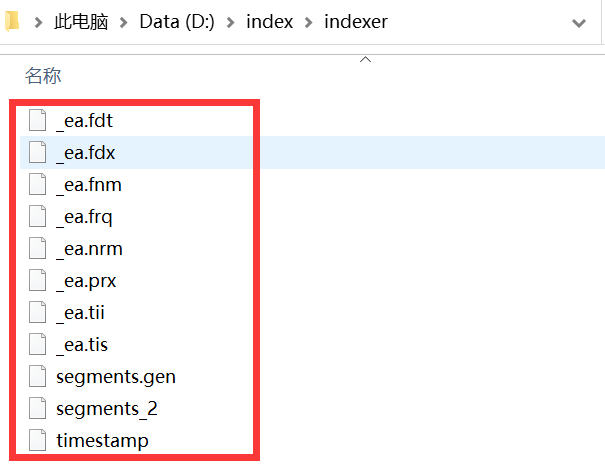 此电脑 > Data (D:) > index > indexer
名称
_ea.fdt
_ea.fdx
_ea.fnm
_ea.frq
_ea.nrm
_ea.prx
_ea.tii
_ea.tis
segments.gen
segments_2
timestamp